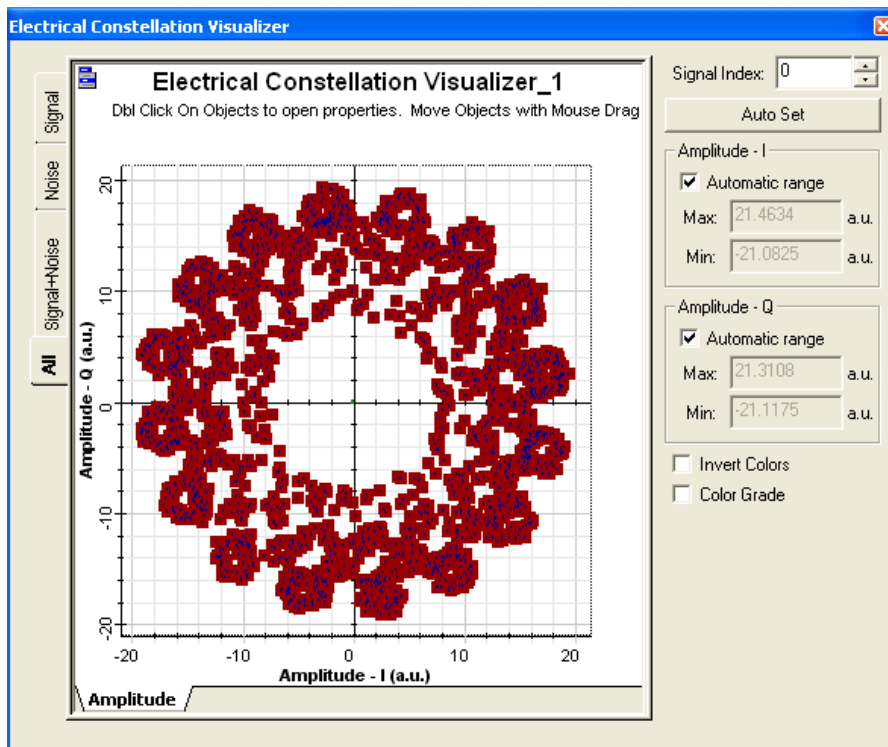 Electrical Constellation Visualizer
Signal
Noise
Signal+Noise
All
Electrical Constellation Visualizer_1
Dbl Click On Objects to open properties. Move Objects with Mouse Drag
Amplitude - Q (a.u.)
20
10
0
-10
-20
-20
-10
0
10
20
Amplitude - I (a.u.)
Amplitude
Signal Index: 0
Auto Set
Amplitude - I
Automatic range
Max: 21.4634 a.u.
Min: -21.0825 a.u.
Amplitude - Q
Automatic range
Max: 21.3108 a.u.
Min: -21.1175 a.u.
Invert Colors
Color Grade